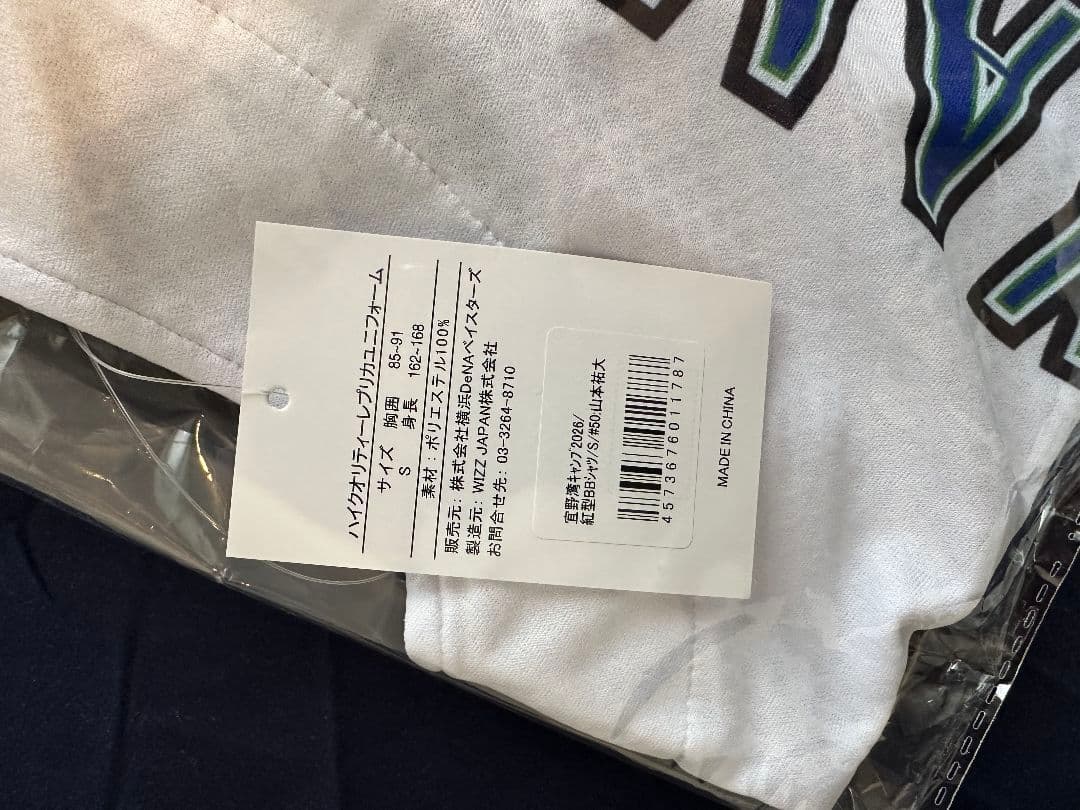 ハイクオリティーレプリカユニフォーム
サイズ 胸囲 85~91
S 身長 162~168
素材：ポリエステル100%
販売元：株式会社横浜DeNAベイスターズ
製造元：WIZZ JAPAN株式会社
お問合せ先：03-3264-8710
宜野湾キャンプ2026/
紅型BBシャツ/S/#50:山本祐大
4573676011787
MADE IN CHINA